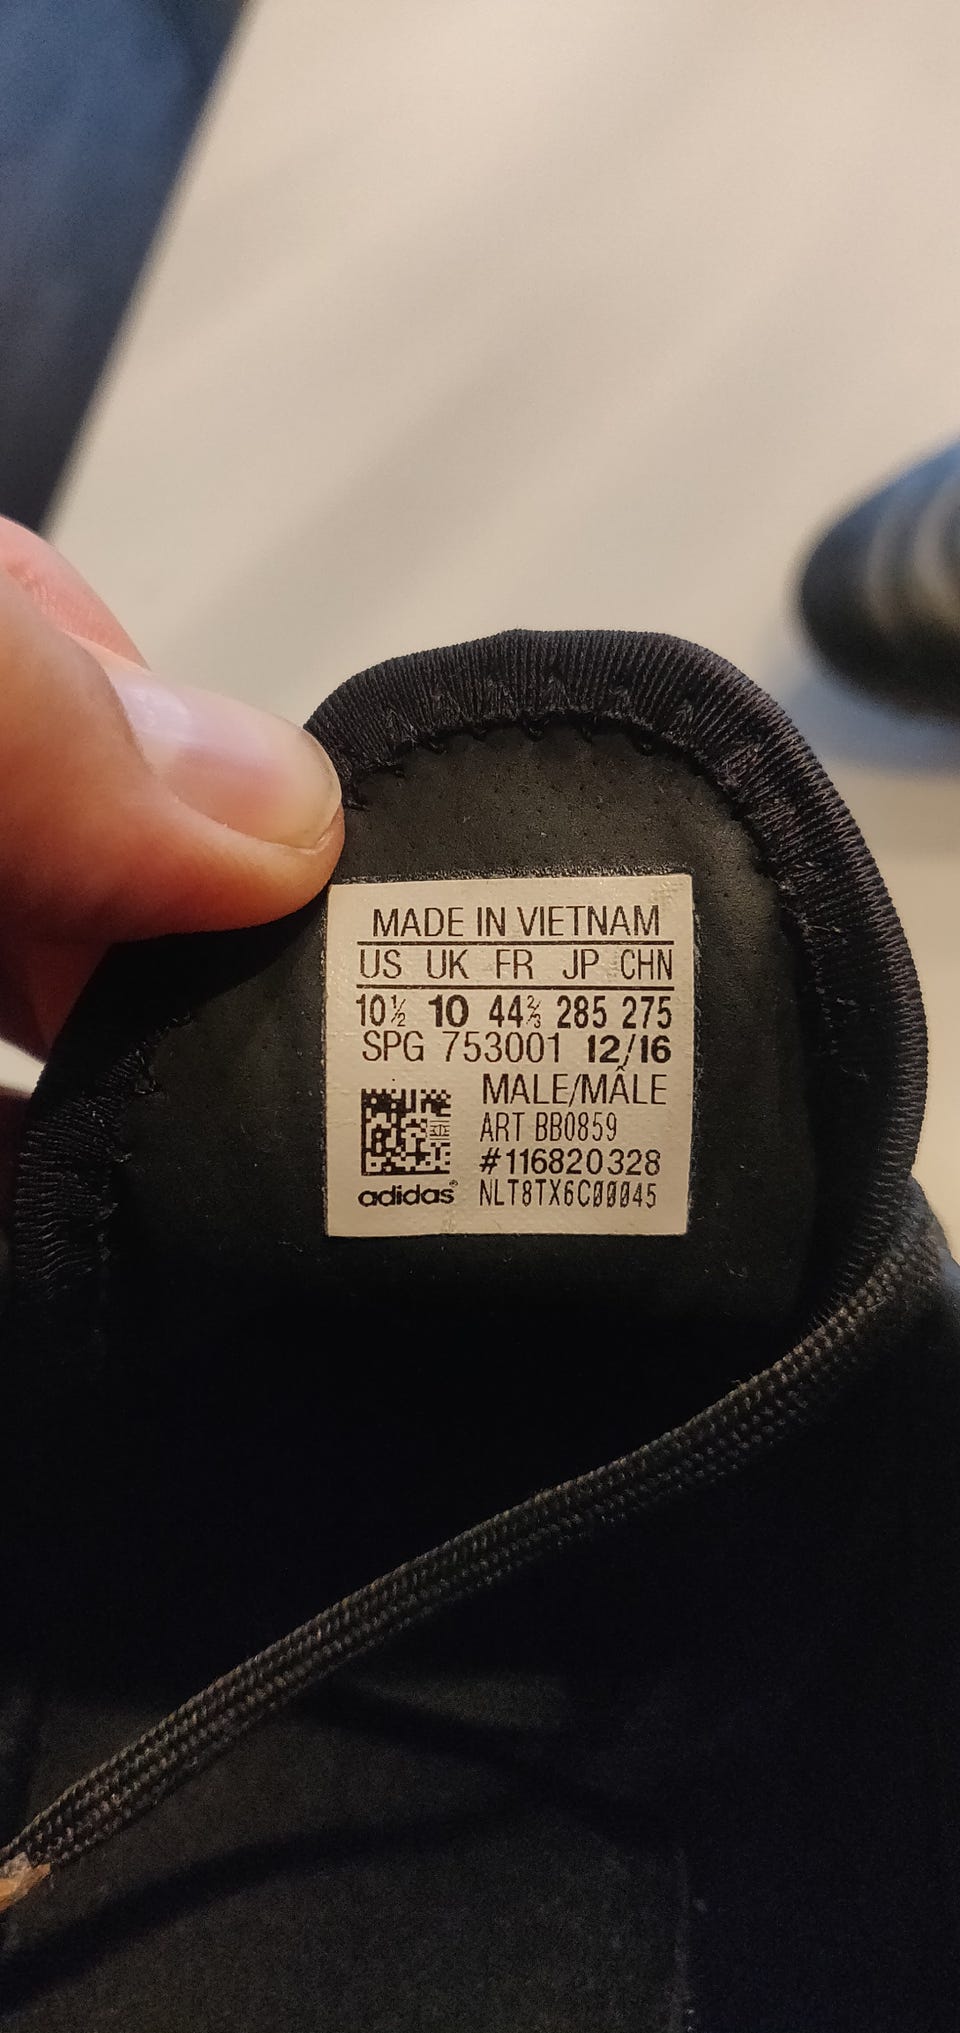 MADE IN VIETNAM
US UK FR JP CHN
10½ 10 44⅔ 285 275
SPG 753001 12/16
MALE/MÂLE
ART BB0859
#116820328
adidas® NLT8TX6C00045